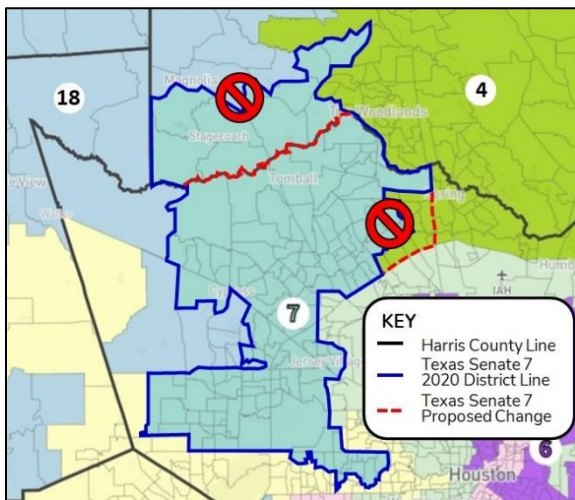 18
Magnolia
4
Woodlands
Stagecoach
Tomball
Spring
Waller
Cypress
IAH
7
Jersey Village
KEY
Harris County Line
Texas Senate 7
2020 District Line
Texas Senate 7
Proposed Change
6
Houston